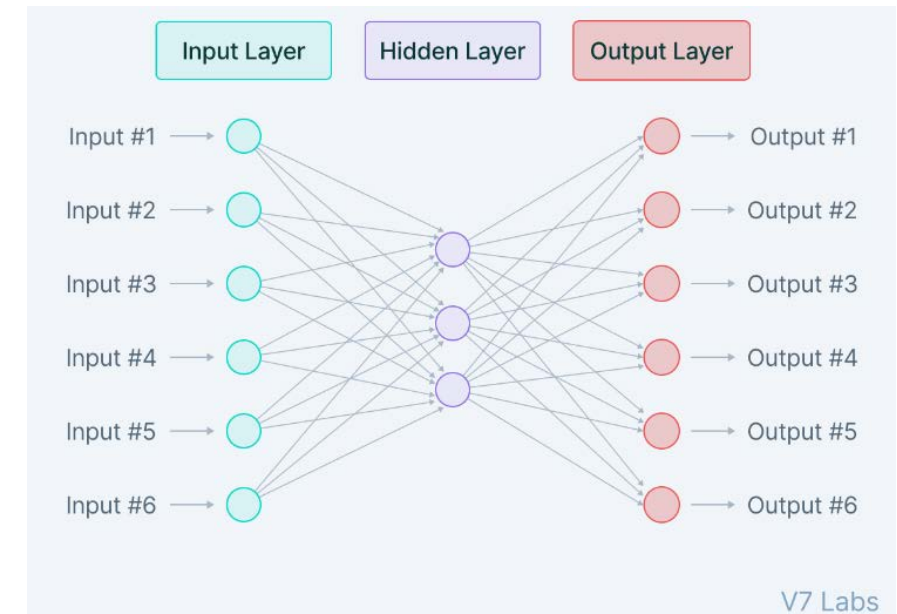 Input Layer
Hidden Layer
Output Layer
Input #1
Output #1
Input #2
Output #2
Input #3
Output #3
Input #4
Output #4
Input #5
Output #5
Input #6
Output #6
V7 Labs